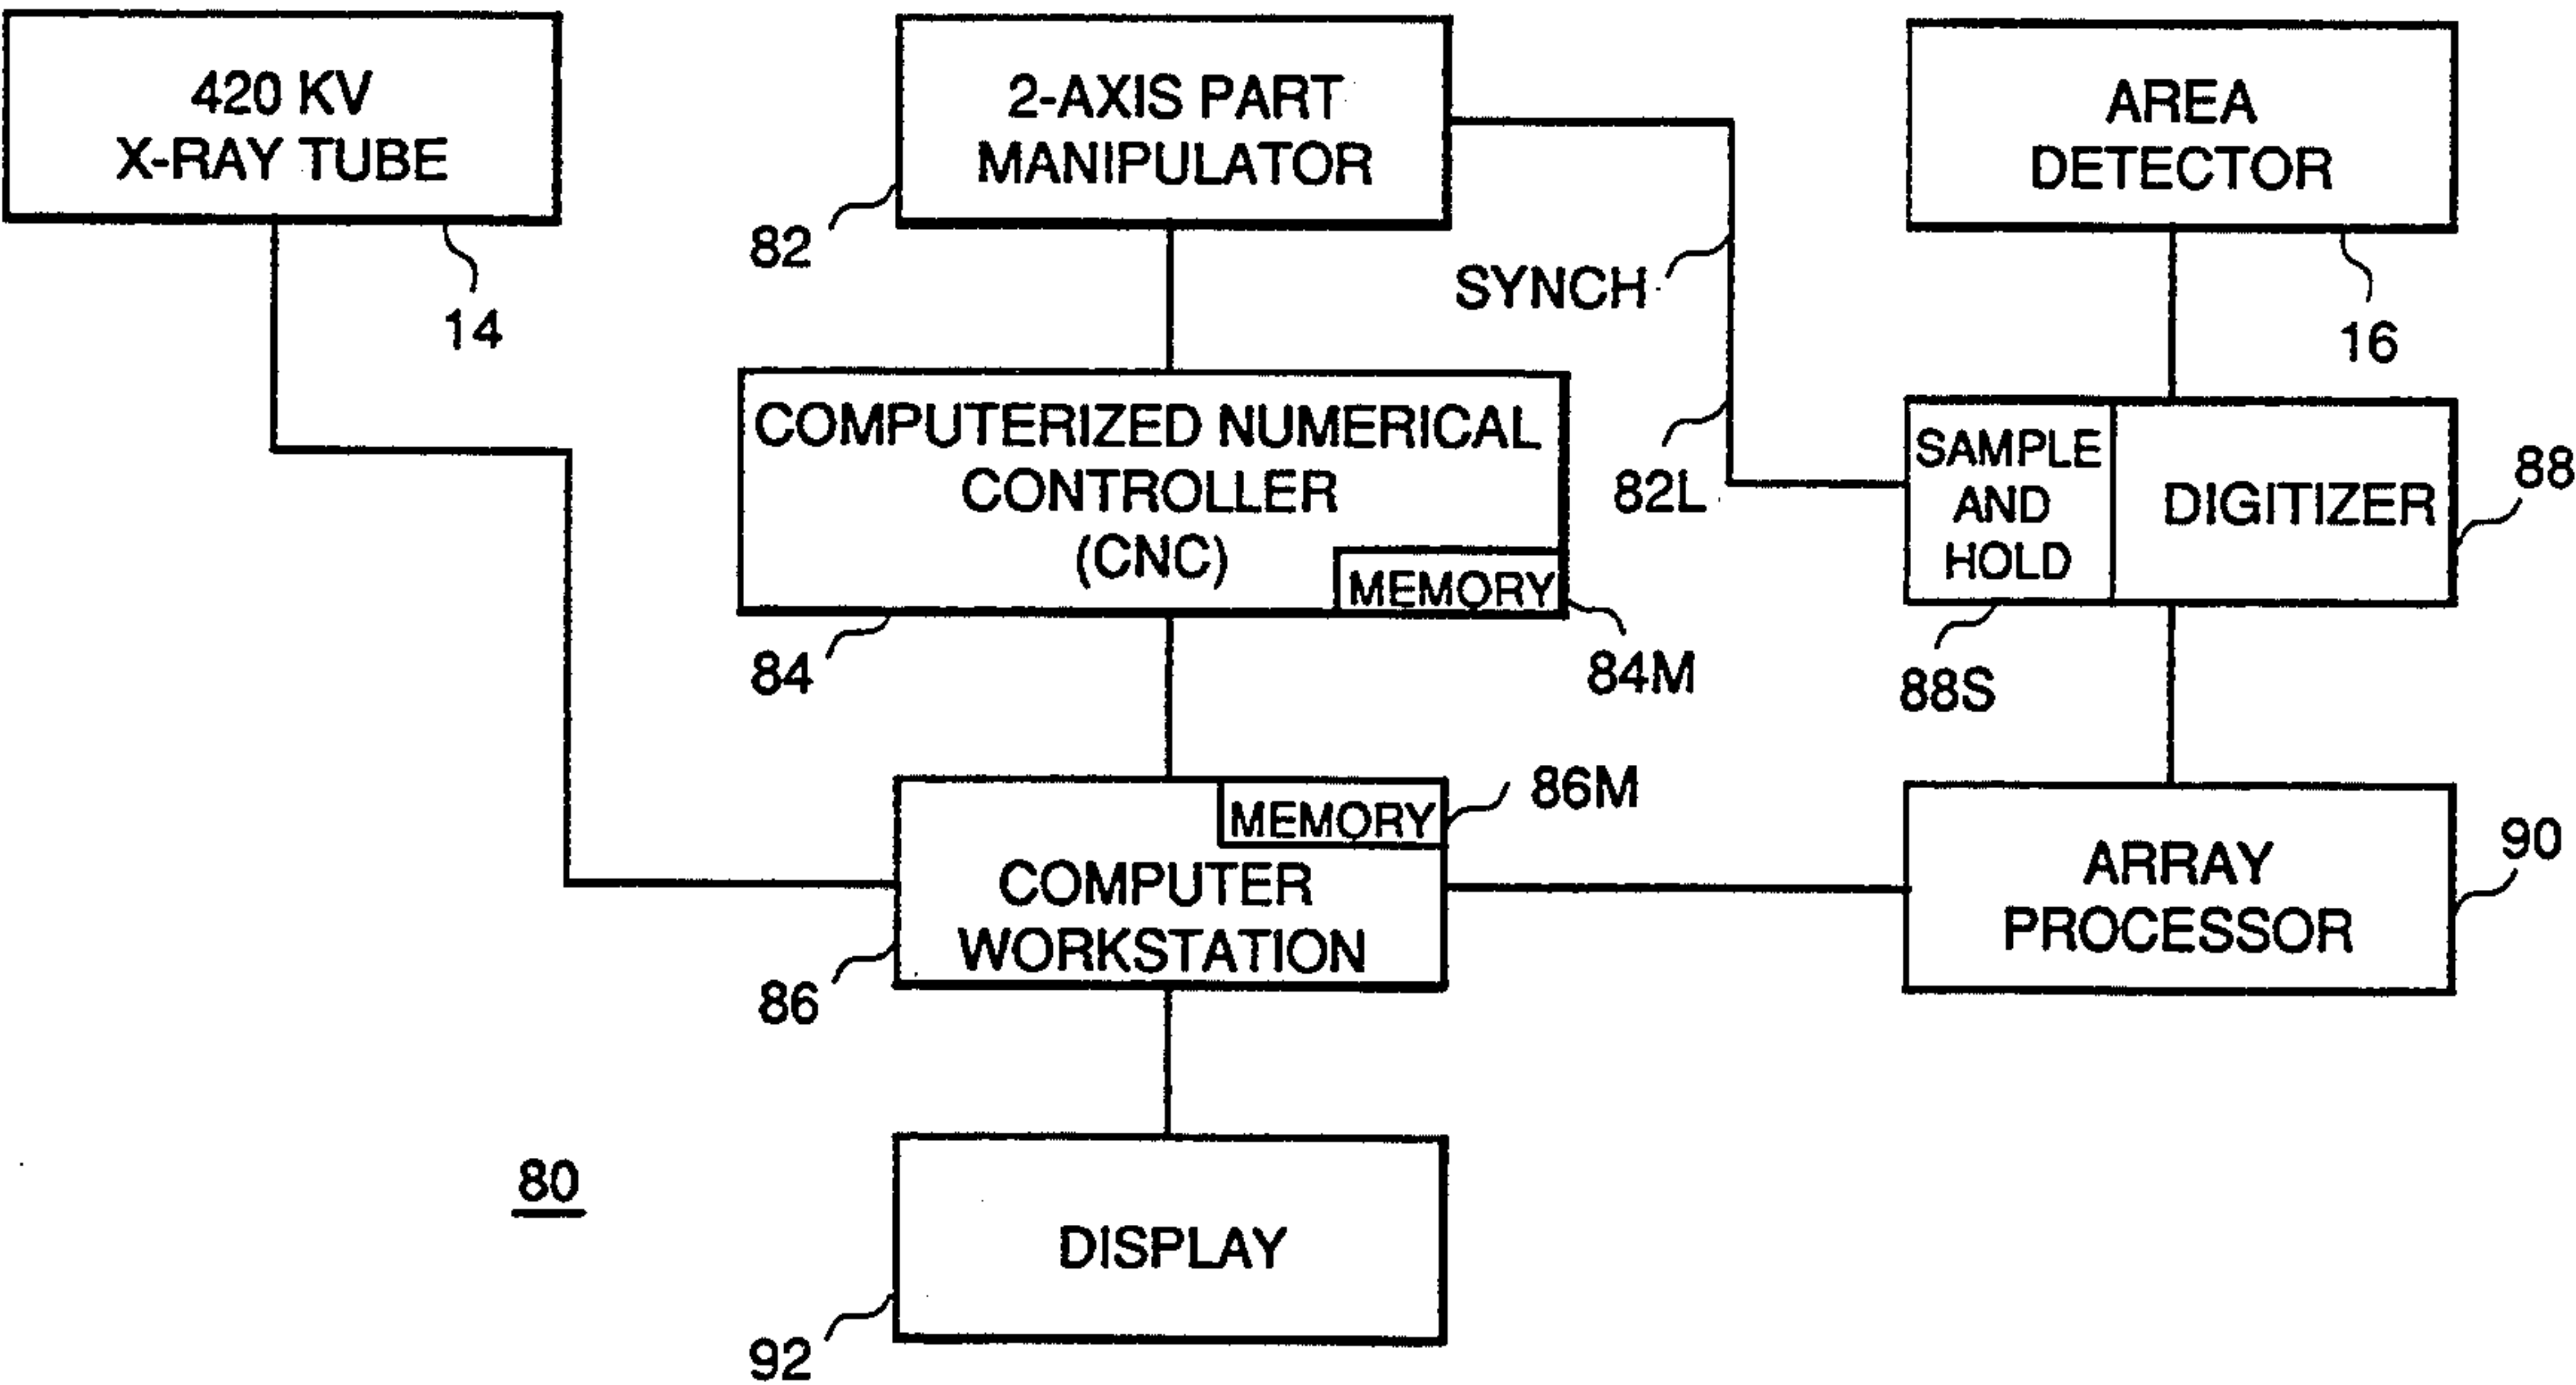 420 KV
X-RAY TUBE
14
2-AXIS PART
MANIPULATOR
82
SYNCH
82L
AREA
DETECTOR
16
COMPUTERIZED NUMERICAL
CONTROLLER
(CNC)
MEMORY
84
84M
SAMPLE
AND
HOLD
DIGITIZER
88
88S
MEMORY
86M
COMPUTER
WORKSTATION
86
ARRAY
PROCESSOR
90
80
DISPLAY
92